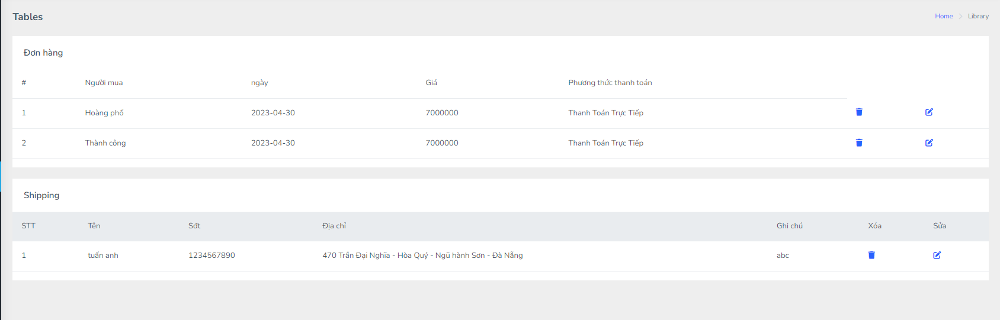 Tables
Home > Library
Đơn hàng
# Người mua ngày Giá Phương thức thanh toán
1 Hoàng phố 2023-04-30 7000000 Thanh Toán Trực Tiếp
2 Thành công 2023-04-30 7000000 Thanh Toán Trực Tiếp
Shipping
STT Tên Sđt Địa chỉ Ghi chú Xóa Sửa
1 tuấn anh 1234567890 470 Trần Đại Nghĩa - Hòa Quý - Ngũ hành Sơn - Đà Nẵng abc